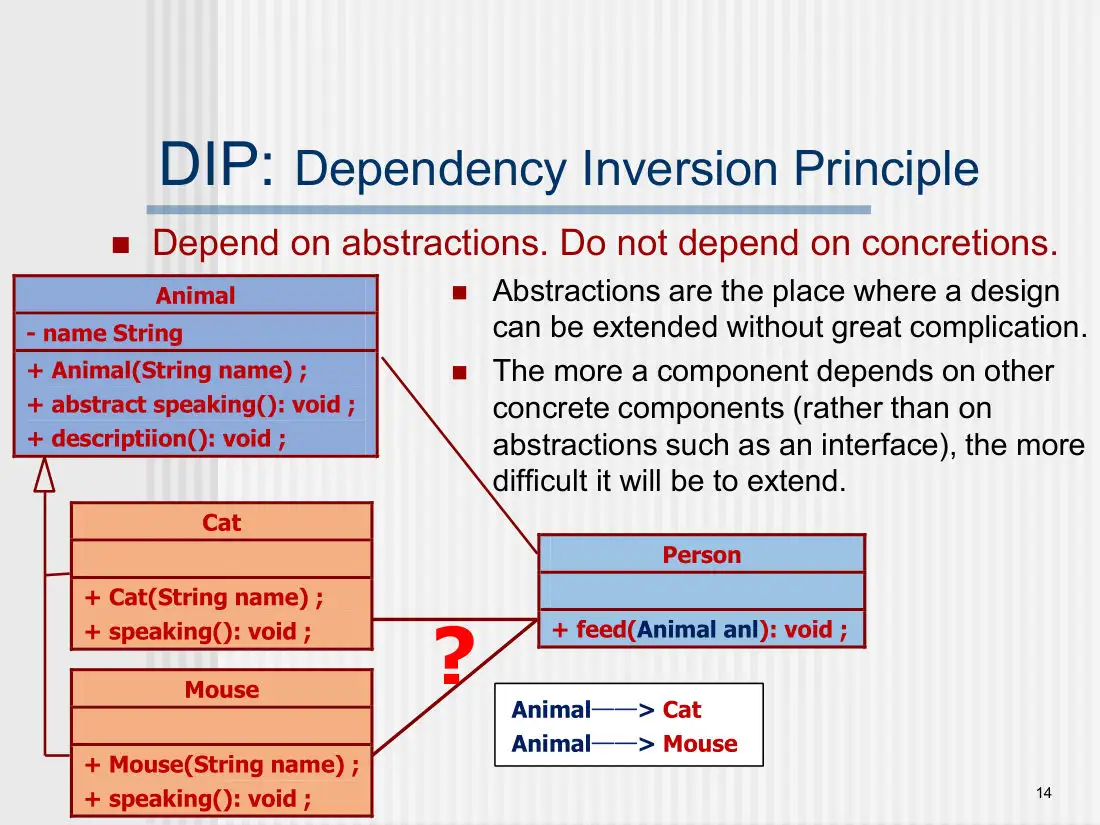 DIP: Dependency Inversion Principle
■ Depend on abstractions. Do not depend on concretions.
Animal
- name String
+ Animal(String name) ;
+ abstract speaking(): void ;
+ descriptiion(): void ;
■ Abstractions are the place where a design
can be extended without great complication.
■ The more a component depends on other
concrete components (rather than on
abstractions such as an interface), the more
difficult it will be to extend.
Cat
+ Cat(String name) ;
+ speaking(): void ;
Person
+ feed(Animal anl): void ;
?
Mouse
+ Mouse(String name) ;
+ speaking(): void ;
Animal——> Cat
Animal——> Mouse
14